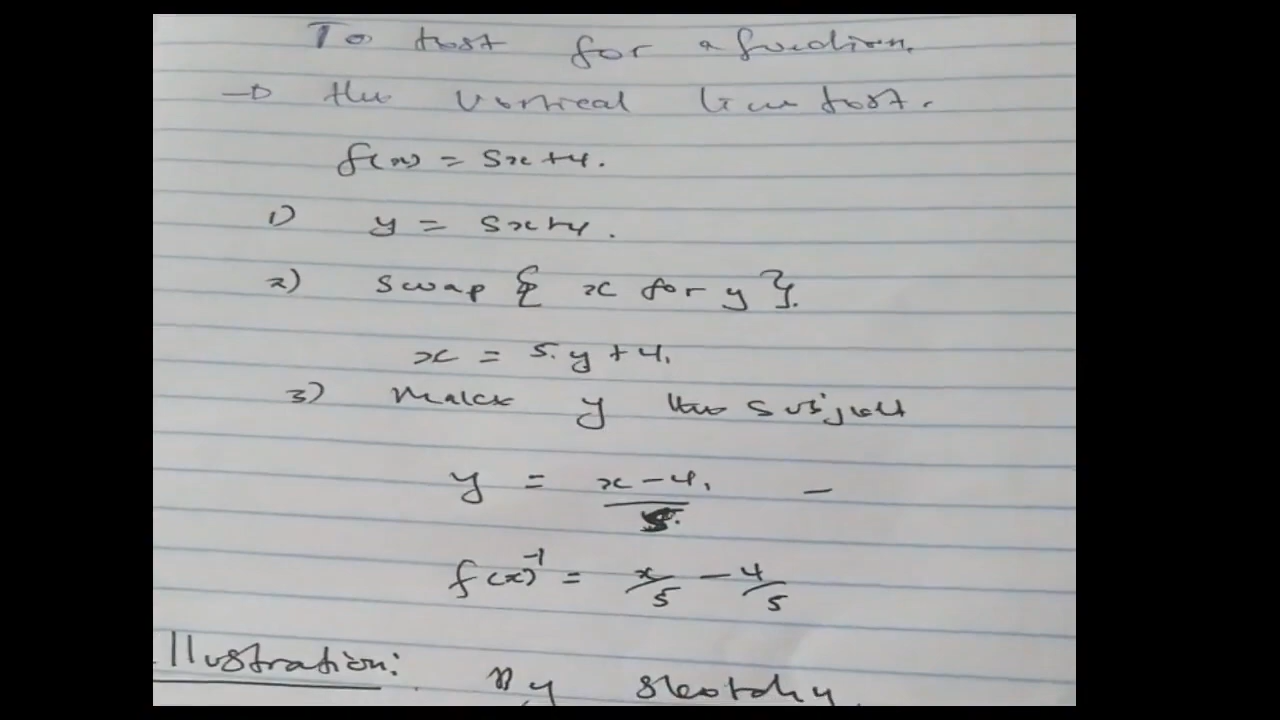 To test for a function.
→ the vertical line test.
f(x) = 5x+4.
1) y = 5x+4.
2) swap { x for y }.
x = 5.y + 4.
3) Make y the subject
y = x-4. / 5. -
f(x)^-1 = x/5 - 4/5
Illustration: By sketchy